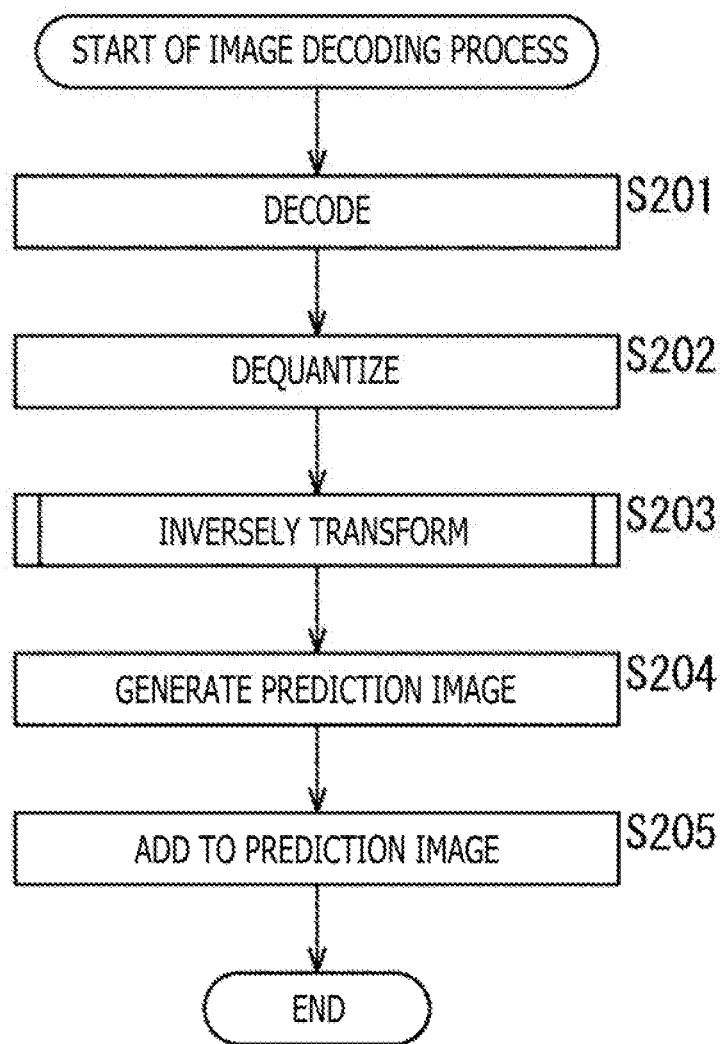 START OF IMAGE DECODING PROCESS
DECODE
S201
DEQUANTIZE
S202
INVERSELY TRANSFORM
S203
GENERATE PREDICTION IMAGE
S204
ADD TO PREDICTION IMAGE
S205
END